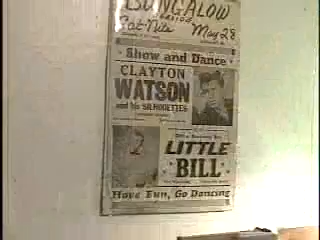 BUNGALOW
Sat-Nite May 28
Show and Dance
CLAYTON
WATSON
and his SILHOUETTES
LITTLE
BILL
Have Fun, Go Dancing